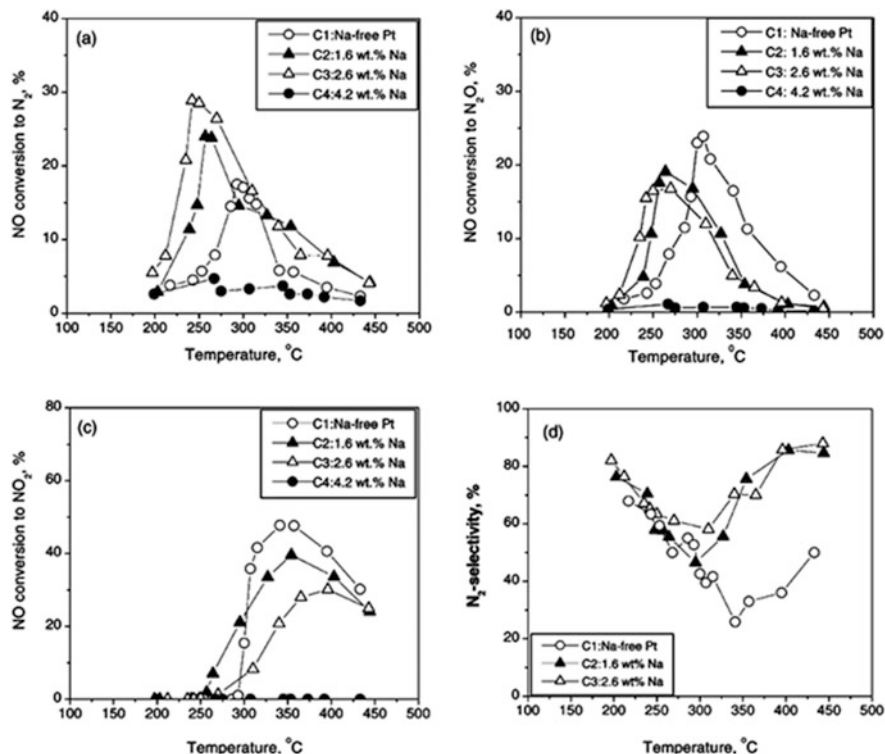 (a)
C1:Na-free Pt
C2:1.6 wt.% Na
C3:2.6 wt.% Na
C4:4.2 wt.% Na
NO conversion to N2, %
40
30
20
10
0
100 150 200 250 300 350 400 450 500
Temperature, °C
(b)
C1: Na-free Pt
C2: 1.6 wt.% Na
C3: 2.6 wt.% Na
C4: 4.2 wt.% Na
NO conversion to N2O, %
40
30
20
10
0
100 150 200 250 300 350 400 450 500
Temperature, °C
(c)
C1:Na-free Pt
C2:1.6 wt.% Na
C3:2.6 wt.% Na
C4:4.2 wt.% Na
NO conversion to NO2, %
80
60
40
20
0
100 150 200 250 300 350 400 450 500
Temperature, °C
(d)
N2-selectivity, %
100
80
60
40
20
0
C1:Na-free Pt
C2:1.6 wt% Na
C3:2.6 wt% Na
100 150 200 250 300 350 400 450 500
Temperature, °C